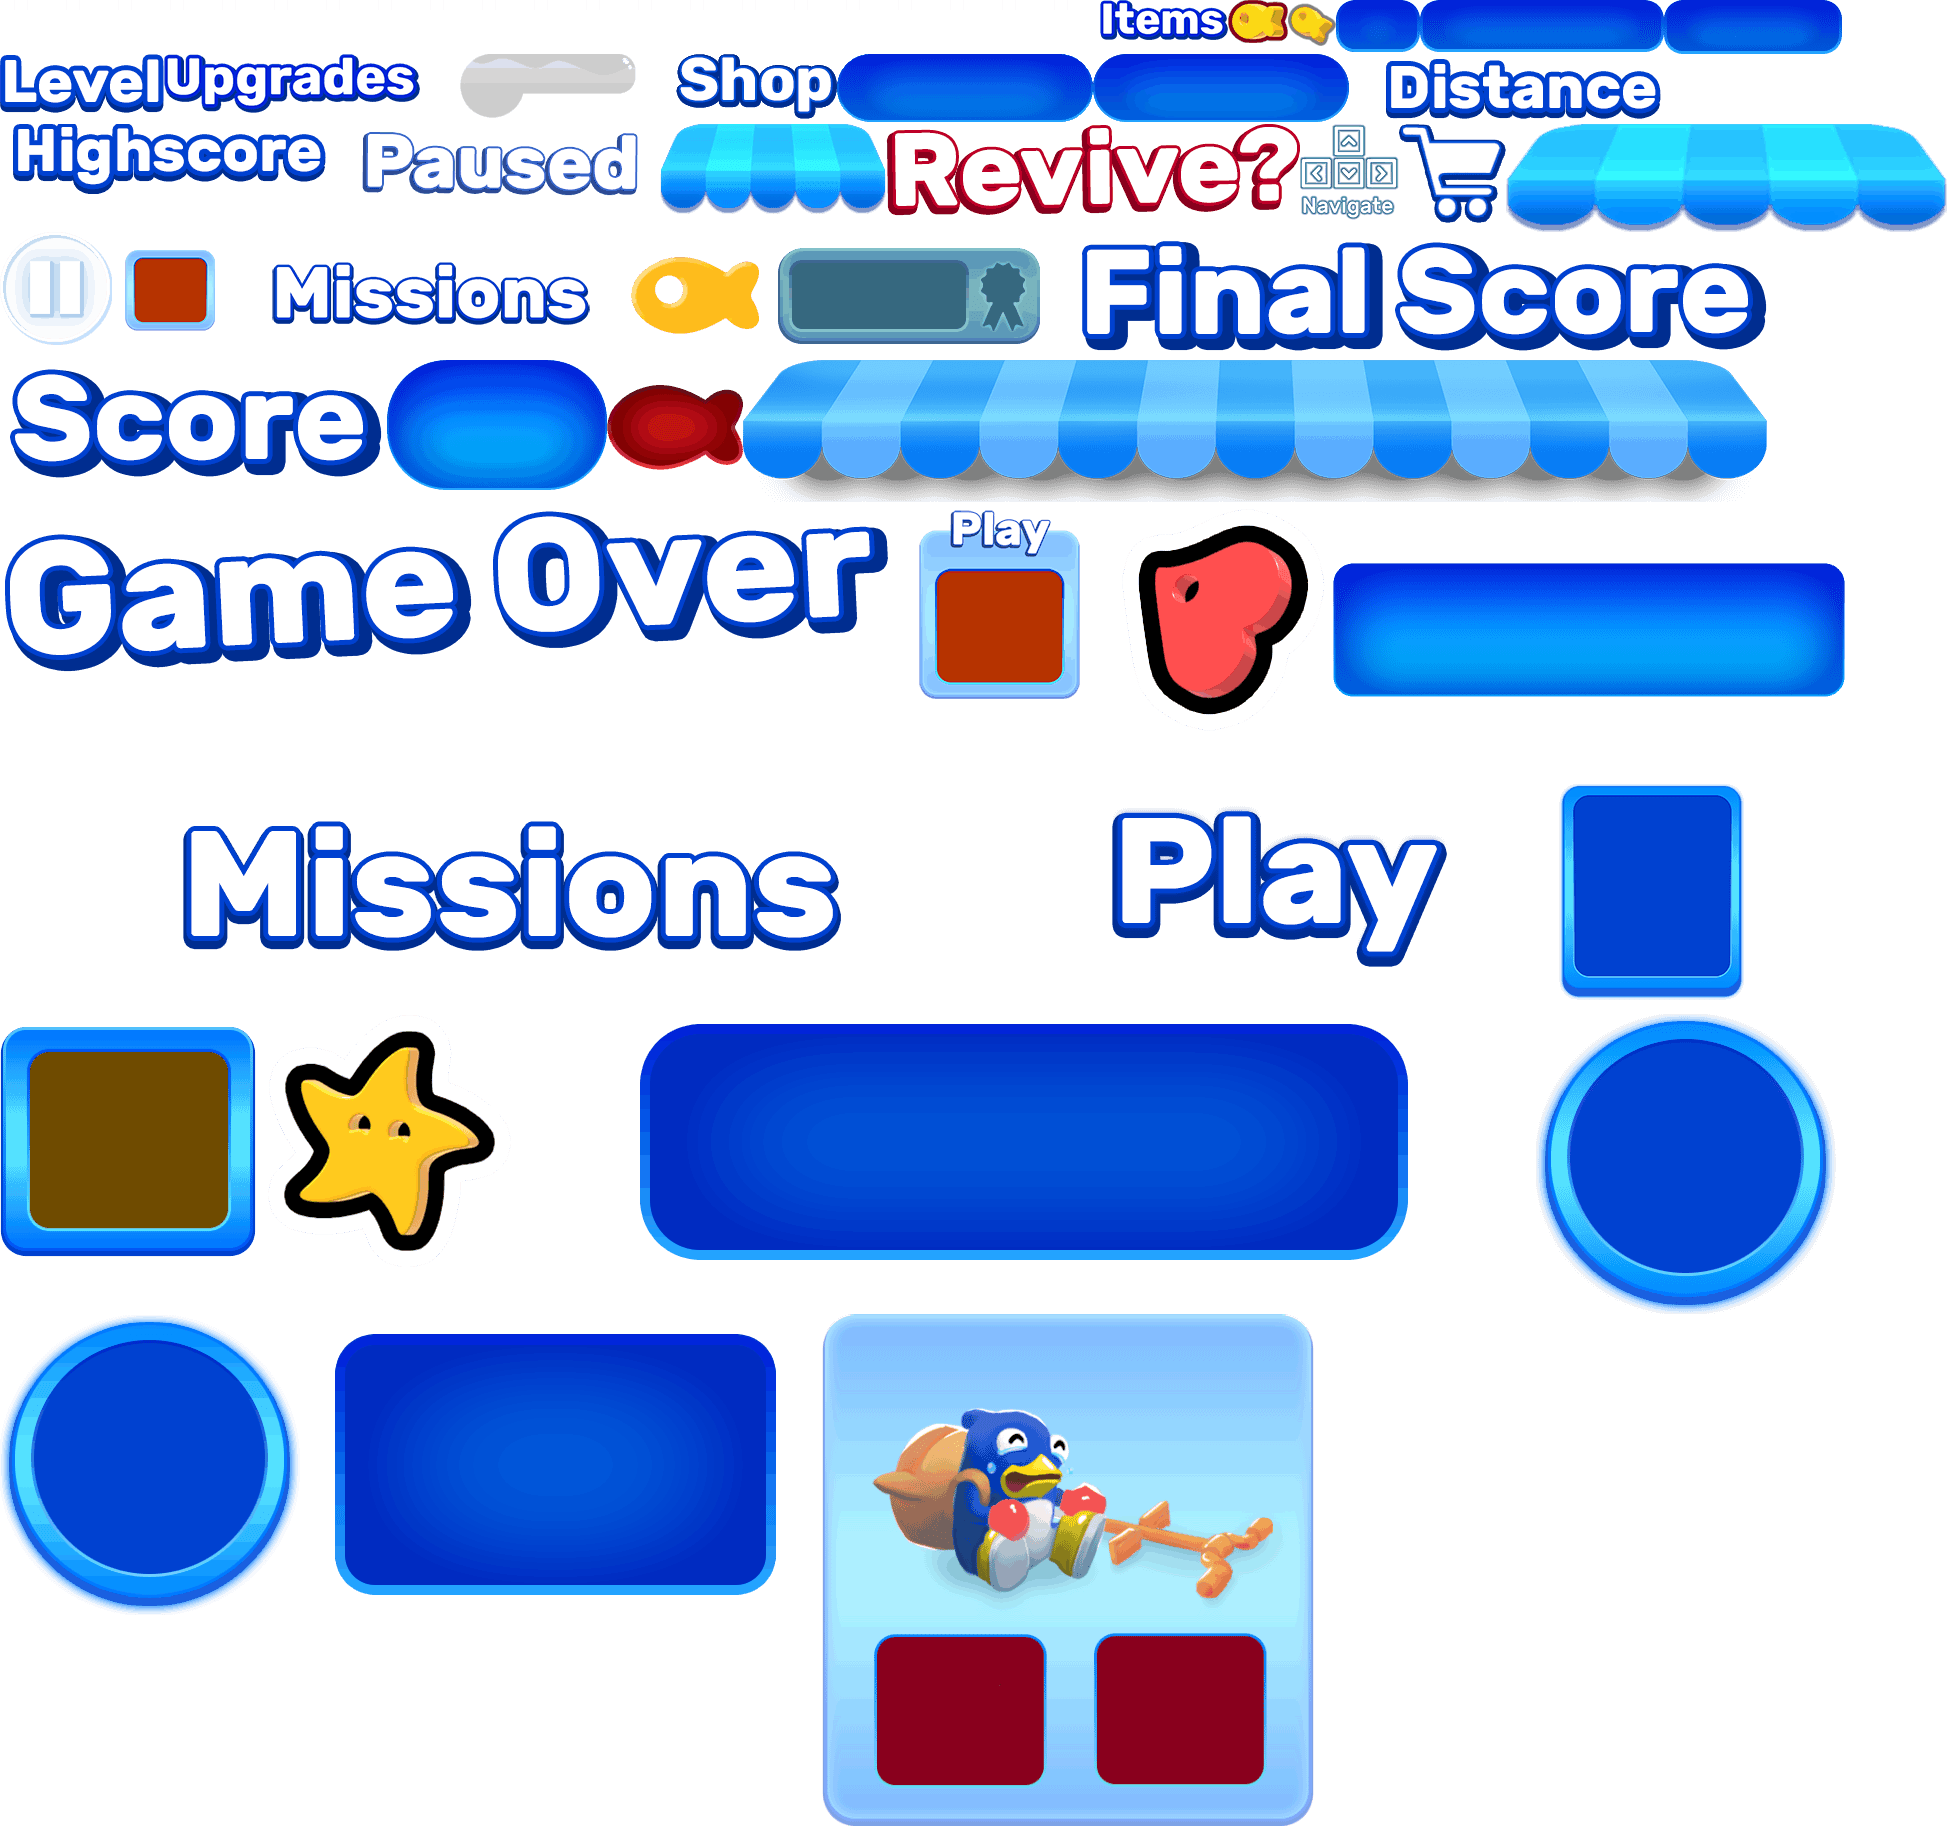 Items
Level Upgrades Shop Distance
Highscore Paused Revive? Navigate
Missions Final Score
Score
Game Over Play
Missions Play